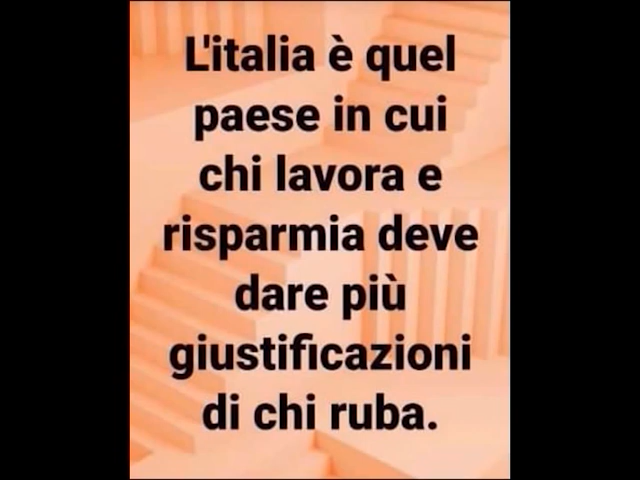 L'italia è quel
paese in cui
chi lavora e
risparmia deve
dare più
giustificazioni
di chi ruba.